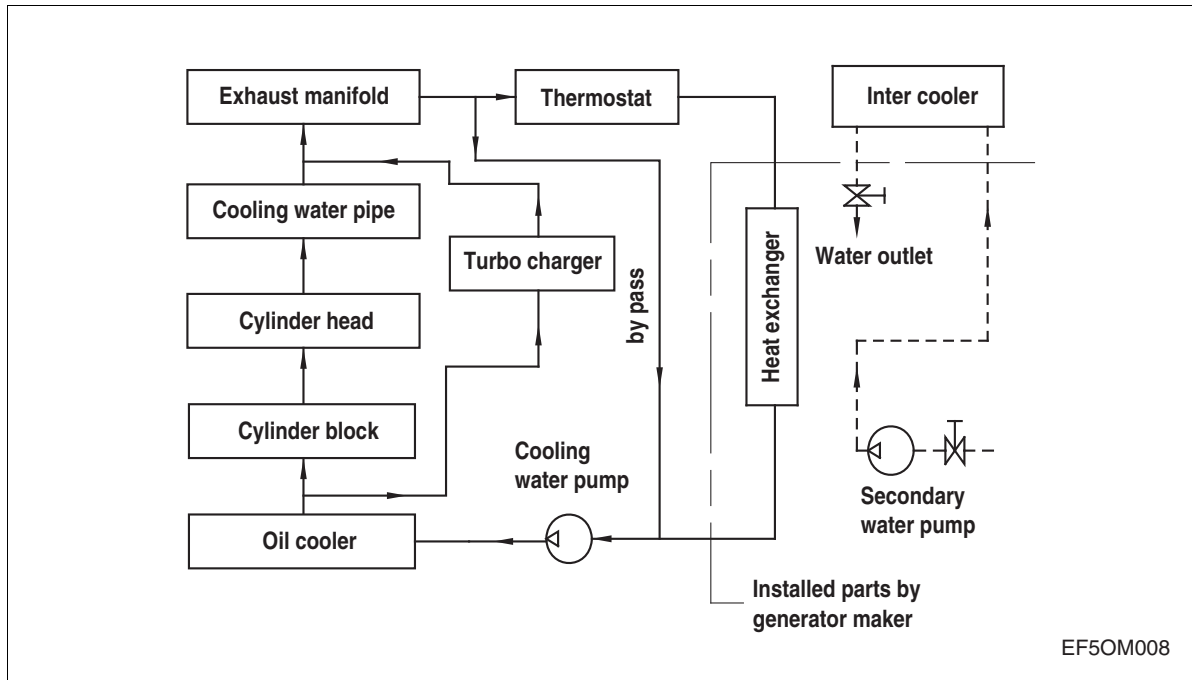 Exhaust manifold
Thermostat
Inter cooler
Cooling water pipe
Turbo charger
Water outlet
Cylinder head
by pass
Heat exchanger
Cylinder block
Cooling
water pump
Secondary
water pump
Oil cooler
Installed parts by
generator maker
EF5OM008